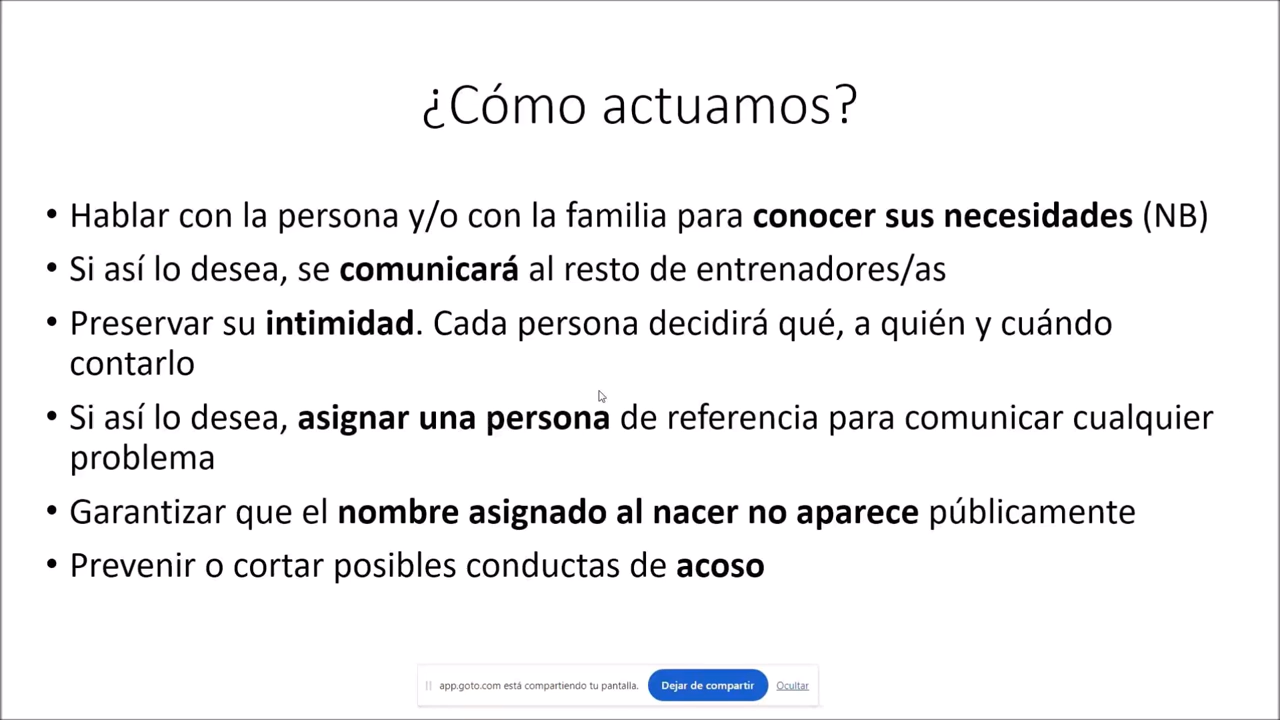 ¿Cómo actuamos?
• Hablar con la persona y/o con la familia para conocer sus necesidades (NB)
• Si así lo desea, se comunicará al resto de entrenadores/as
• Preservar su intimidad. Cada persona decidirá qué, a quién y cuándo
contarlo
• Si así lo desea, asignar una persona de referencia para comunicar cualquier
problema
• Garantizar que el nombre asignado al nacer no aparece públicamente
• Prevenir o cortar posibles conductas de acoso
app.goto.com está compartiendo tu pantalla. Dejar de compartir Ocultar